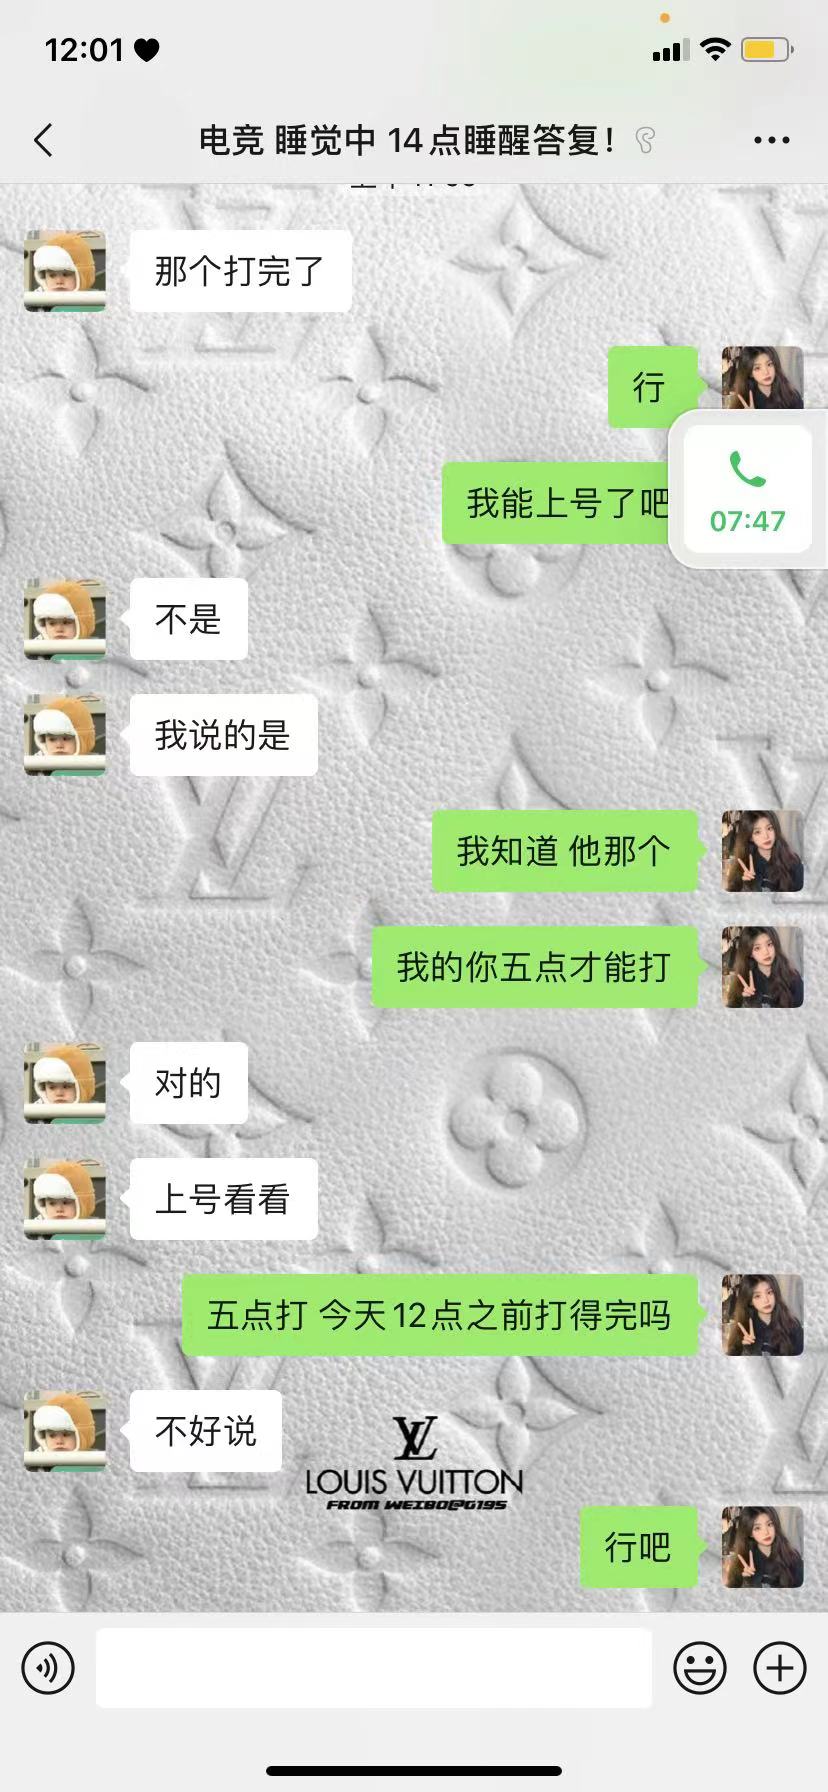 12:01
电竞 睡觉中 14点睡醒答复!
那个打完了
行
我能上号了吧
07:47
不是
我说的是
我知道 他那个
我的你五点才能打
对的
上号看看
五点打 今天12点之前打得完吗
不好说
LOUIS VUITTON
FROM WEIBO@G195
行吧